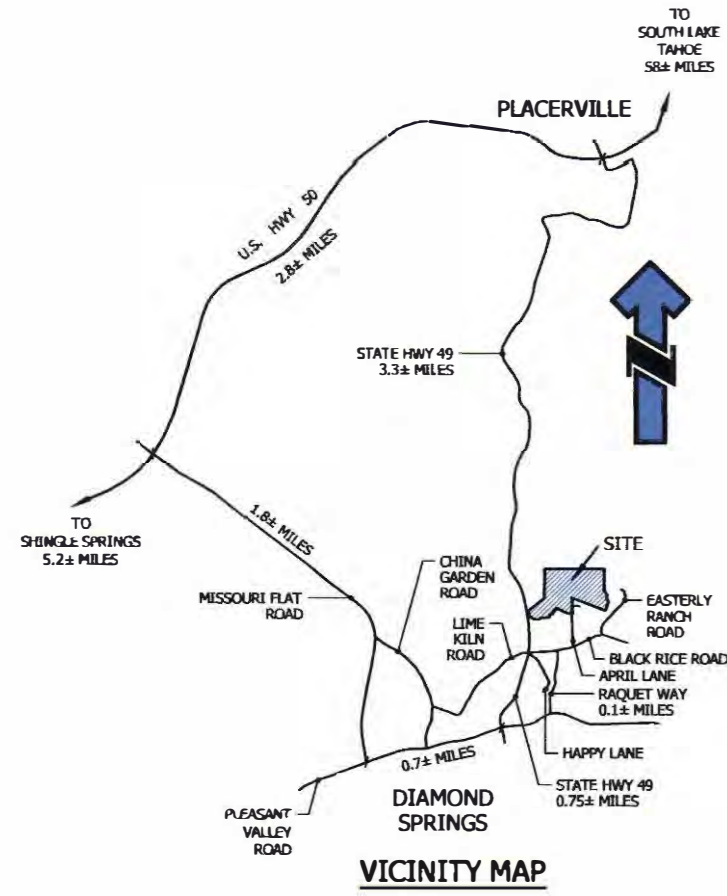 TO
SOUTH LAKE
TAHOE
58± MILES
PLACERVILLE
U.S. HWY 50
2.8± MILES
STATE HWY 49
3.3± MILES
TO
SHINGLE SPRINGS
5.2± MILES
1.8± MILES
SITE
CHINA
GARDEN
ROAD
MISSOURI FLAT
ROAD
EASTERLY
RANCH
ROAD
LIME
KILN
ROAD
BLACK RICE ROAD
APRIL LANE
RAQUET WAY
0.1± MILES
HAPPY LANE
0.7± MILES
STATE HWY 49
0.75± MILES
DIAMOND
SPRINGS
PLEASANT
VALLEY
ROAD
VICINITY MAP